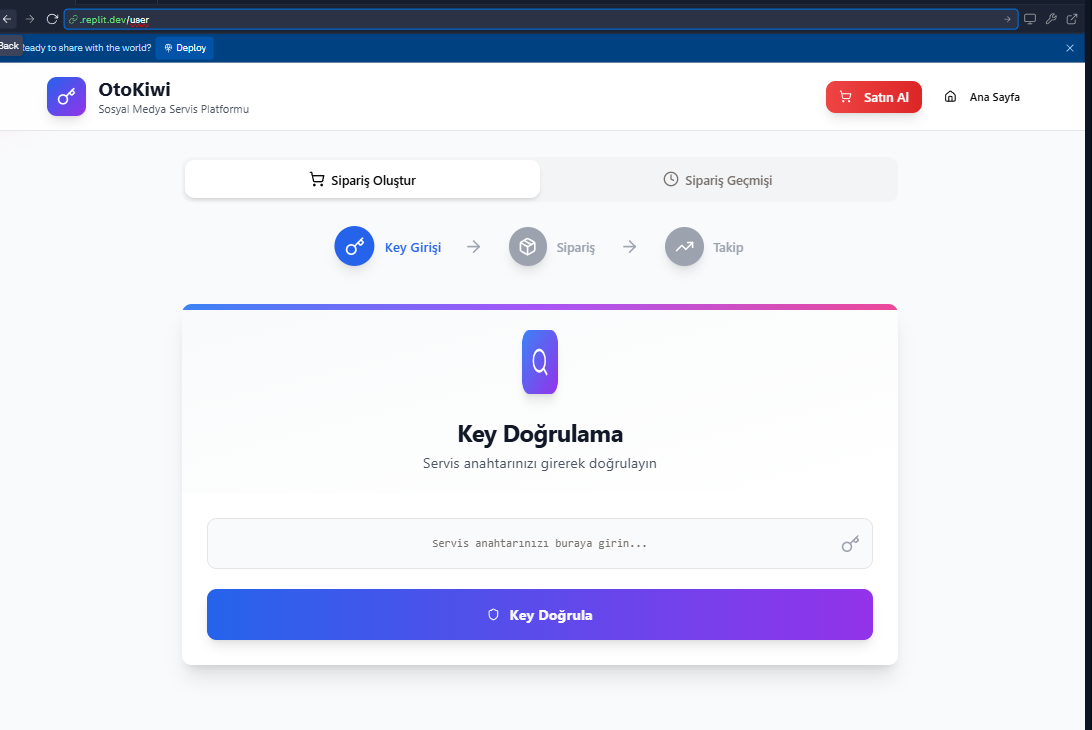 .replit.dev/user
Back
eady to share with the world?
Deploy
OtoKiwi
Sosyal Medya Servis Platformu
Satın Al
Ana Sayfa
Sipariş Oluştur
Sipariş Geçmişi
Key Girişi
Sipariş
Takip
Key Doğrulama
Servis anahtarınızı girerek doğrulayın
Servis anahtarınızı buraya girin...
Key Doğrula